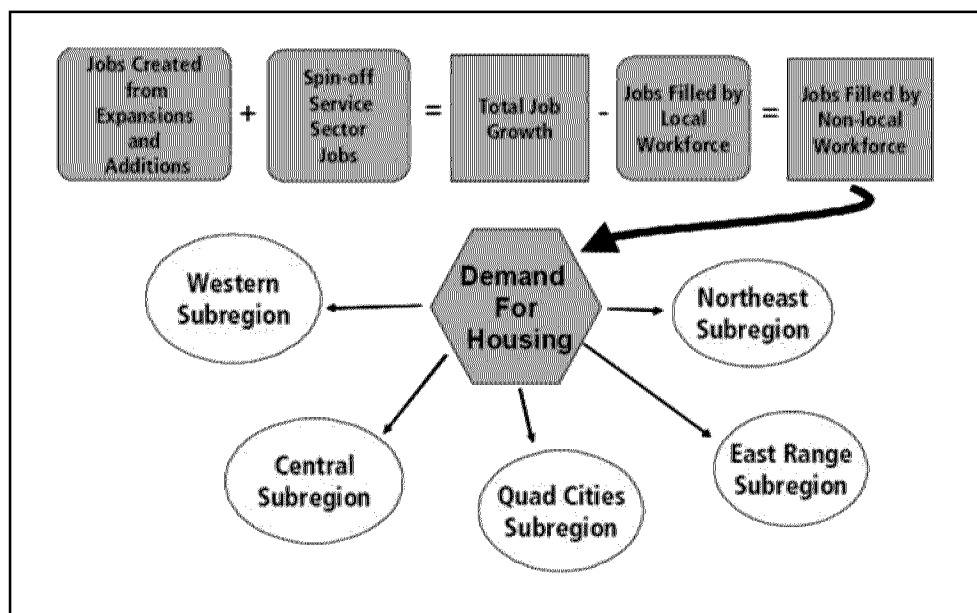 Jobs Created
from
Expansions
and
Additions
+
Spin-off
Service
Sector
Jobs
=
Total Job
Growth
-
Jobs Filled by
Local
Workforce
=
Jobs Filled by
Non-local
Workforce
Demand
For
Housing
Western
Subregion
Northeast
Subregion
Central
Subregion
Quad Cities
Subregion
East Range
Subregion